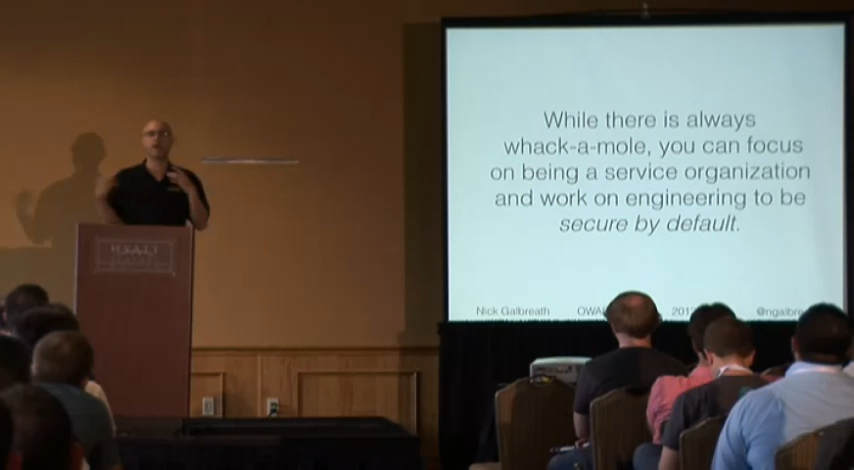 HYATT
While there is always
whack-a-mole, you can focus
on being a service organization
and work on engineering to be
secure by default.
Nick Galbreath